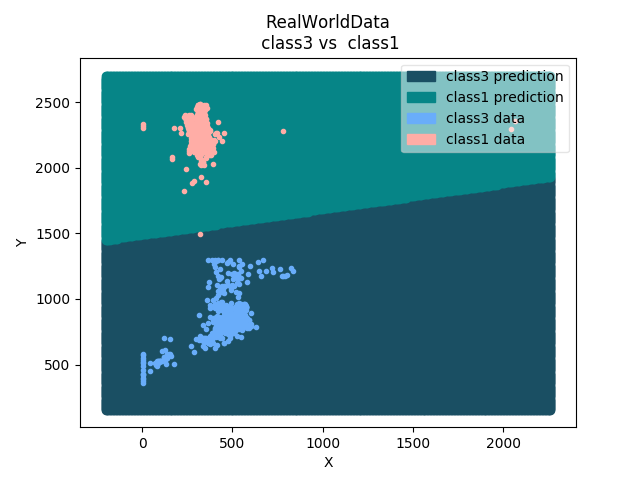 RealWorldData
class3 vs  class1
class3 prediction
class1 prediction
class3 data
class1 data
2500
2000
1500
1000
500
Y
0
500
1000
1500
2000
X